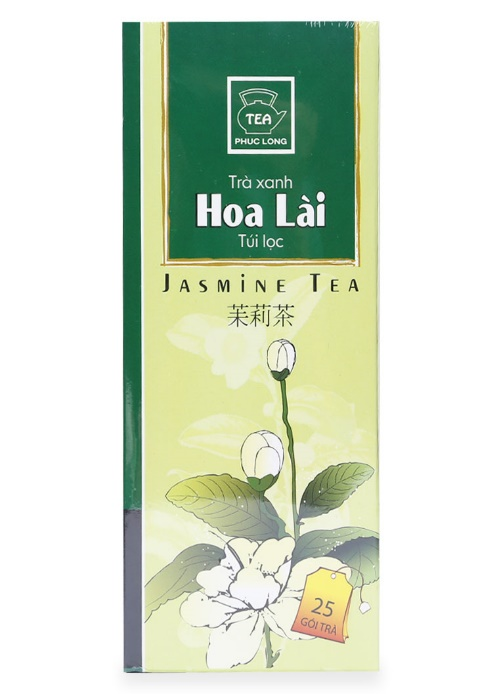 TEA
PHUC LONG
Trà xanh
Hoa Lài
Túi lọc
JASMINE TEA
茉莉茶
25
GÓI TRÀ